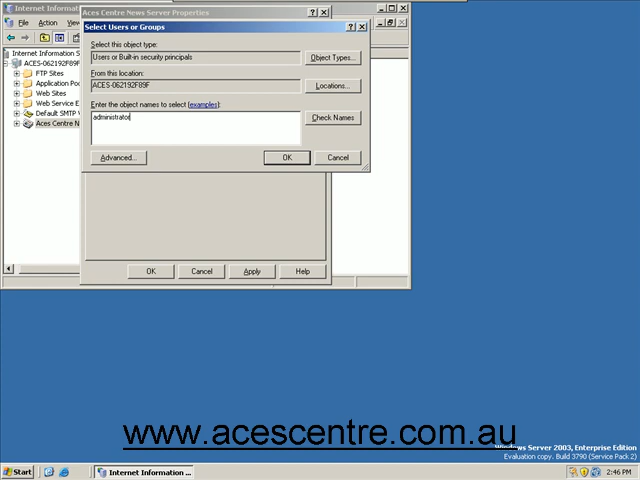 Internet Informa
Aces Centre News Server Properties
File Action View
Select Users or Groups
Select this object type:
Users or Built-in security principals
Object Types...
From this location:
ACES-062192F89F
Locations...
Enter the object names to select (examples):
administrator
Check Names
Advanced...
OK
Cancel
Internet Information S
ACES-062192F89F
FTP Sites
Application Poo
Web Sites
Web Service E
Default SMTP V
Aces Centre N
OK
Cancel
Apply
Help
www.acescentre.com.au
Windows Server 2003, Enterprise Edition
Evaluation copy. Build 3790 (Service Pack 2)
Start
Internet Information ...
2:46 PM